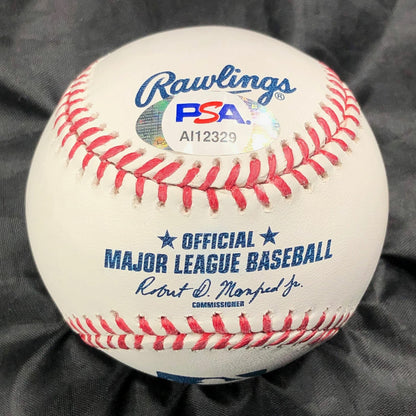 Rawlings®
PSA
AI12329
★ OFFICIAL ★
MAJOR LEAGUE BASEBALL
Robert D. Manfred Jr.
COMMISSIONER